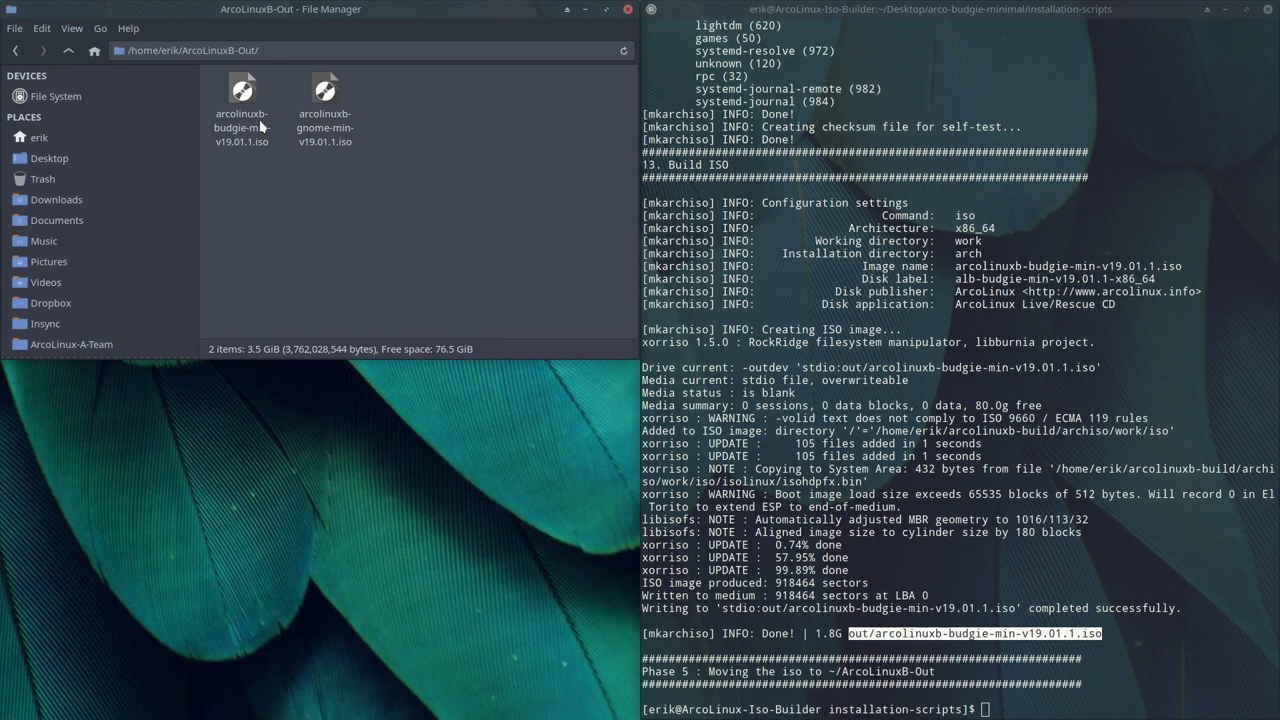 ArcoLinuxB-Out - File Manager
File Edit View Go Help
/home/erik/ArcoLinuxB-Out/
DEVICES
File System
PLACES
erik
Desktop
Trash
Downloads
Documents
Music
Pictures
Videos
Dropbox
Insync
ArcoLinux-A-Team
arcolinuxb-
budgie-min-
v19.01.1.iso
arcolinuxb-
gnome-min-
v19.01.1.iso
2 items: 3.5 GiB (3,762,028,544 bytes), Free space: 76.5 GiB
erik@ArcoLinux-Iso-Builder:~/Desktop/arco-budgie-minimal/installation-scripts
lightdm (620)
games (50)
systemd-resolve (972)
unknown (120)
rpc (32)
systemd-journal-remote (982)
systemd-journal (984)
[mkarchiso] INFO: Done!
[mkarchiso] INFO: Creating checksum file for self-test...
[mkarchiso] INFO: Done!
###################################################################
13. Build ISO
###################################################################
[mkarchiso] INFO: Configuration settings
[mkarchiso] INFO: Command: iso
[mkarchiso] INFO: Architecture: x86_64
[mkarchiso] INFO: Working directory: work
[mkarchiso] INFO: Installation directory: arch
[mkarchiso] INFO: Image name: arcolinuxb-budgie-min-v19.01.1.iso
[mkarchiso] INFO: Disk label: alb-budgie-min-v19.01.1-x86_64
[mkarchiso] INFO: Disk publisher: ArcoLinux <http://www.arcolinux.info>
[mkarchiso] INFO: Disk application: ArcoLinux Live/Rescue CD
[mkarchiso] INFO: Creating ISO image...
xorriso 1.5.0 : RockRidge filesystem manipulator, libburnia project.
Drive current: -outdev 'stdio:out/arcolinuxb-budgie-min-v19.01.1.iso'
Media current: stdio file, overwriteable
Media status : is blank
Media summary: 0 sessions, 0 data blocks, 0 data, 80.0g free
xorriso : WARNING : -volid text does not comply to ISO 9660 / ECMA 119 rules
Added to ISO image: directory '/'='/home/erik/arcolinuxb-build/archiso/work/iso'
xorriso : UPDATE : 105 files added in 1 seconds
xorriso : UPDATE : 105 files added in 1 seconds
xorriso : NOTE : Copying to System Area: 432 bytes from file '/home/erik/arcolinuxb-build/archi
so/work/iso/isolinux/isohdpfx.bin'
xorriso : WARNING : Boot image load size exceeds 65535 blocks of 512 bytes. Will record 0 in El
Torito to extend ESP to end-of-medium.
libisofs: NOTE : Automatically adjusted MBR geometry to 1016/113/32
libisofs: NOTE : Aligned image size to cylinder size by 180 blocks
xorriso : UPDATE : 0.74% done
xorriso : UPDATE : 57.95% done
xorriso : UPDATE : 99.89% done
ISO image produced: 918464 sectors
Written to medium : 918464 sectors at LBA 0
Writing to 'stdio:out/arcolinuxb-budgie-min-v19.01.1.iso' completed successfully.
[mkarchiso] INFO: Done! | 1.8G out/arcolinuxb-budgie-min-v19.01.1.iso
##################################################################
Phase 5 : Moving the iso to ~/ArcoLinuxB-Out
##################################################################
[erik@ArcoLinux-Iso-Builder installation-scripts]$